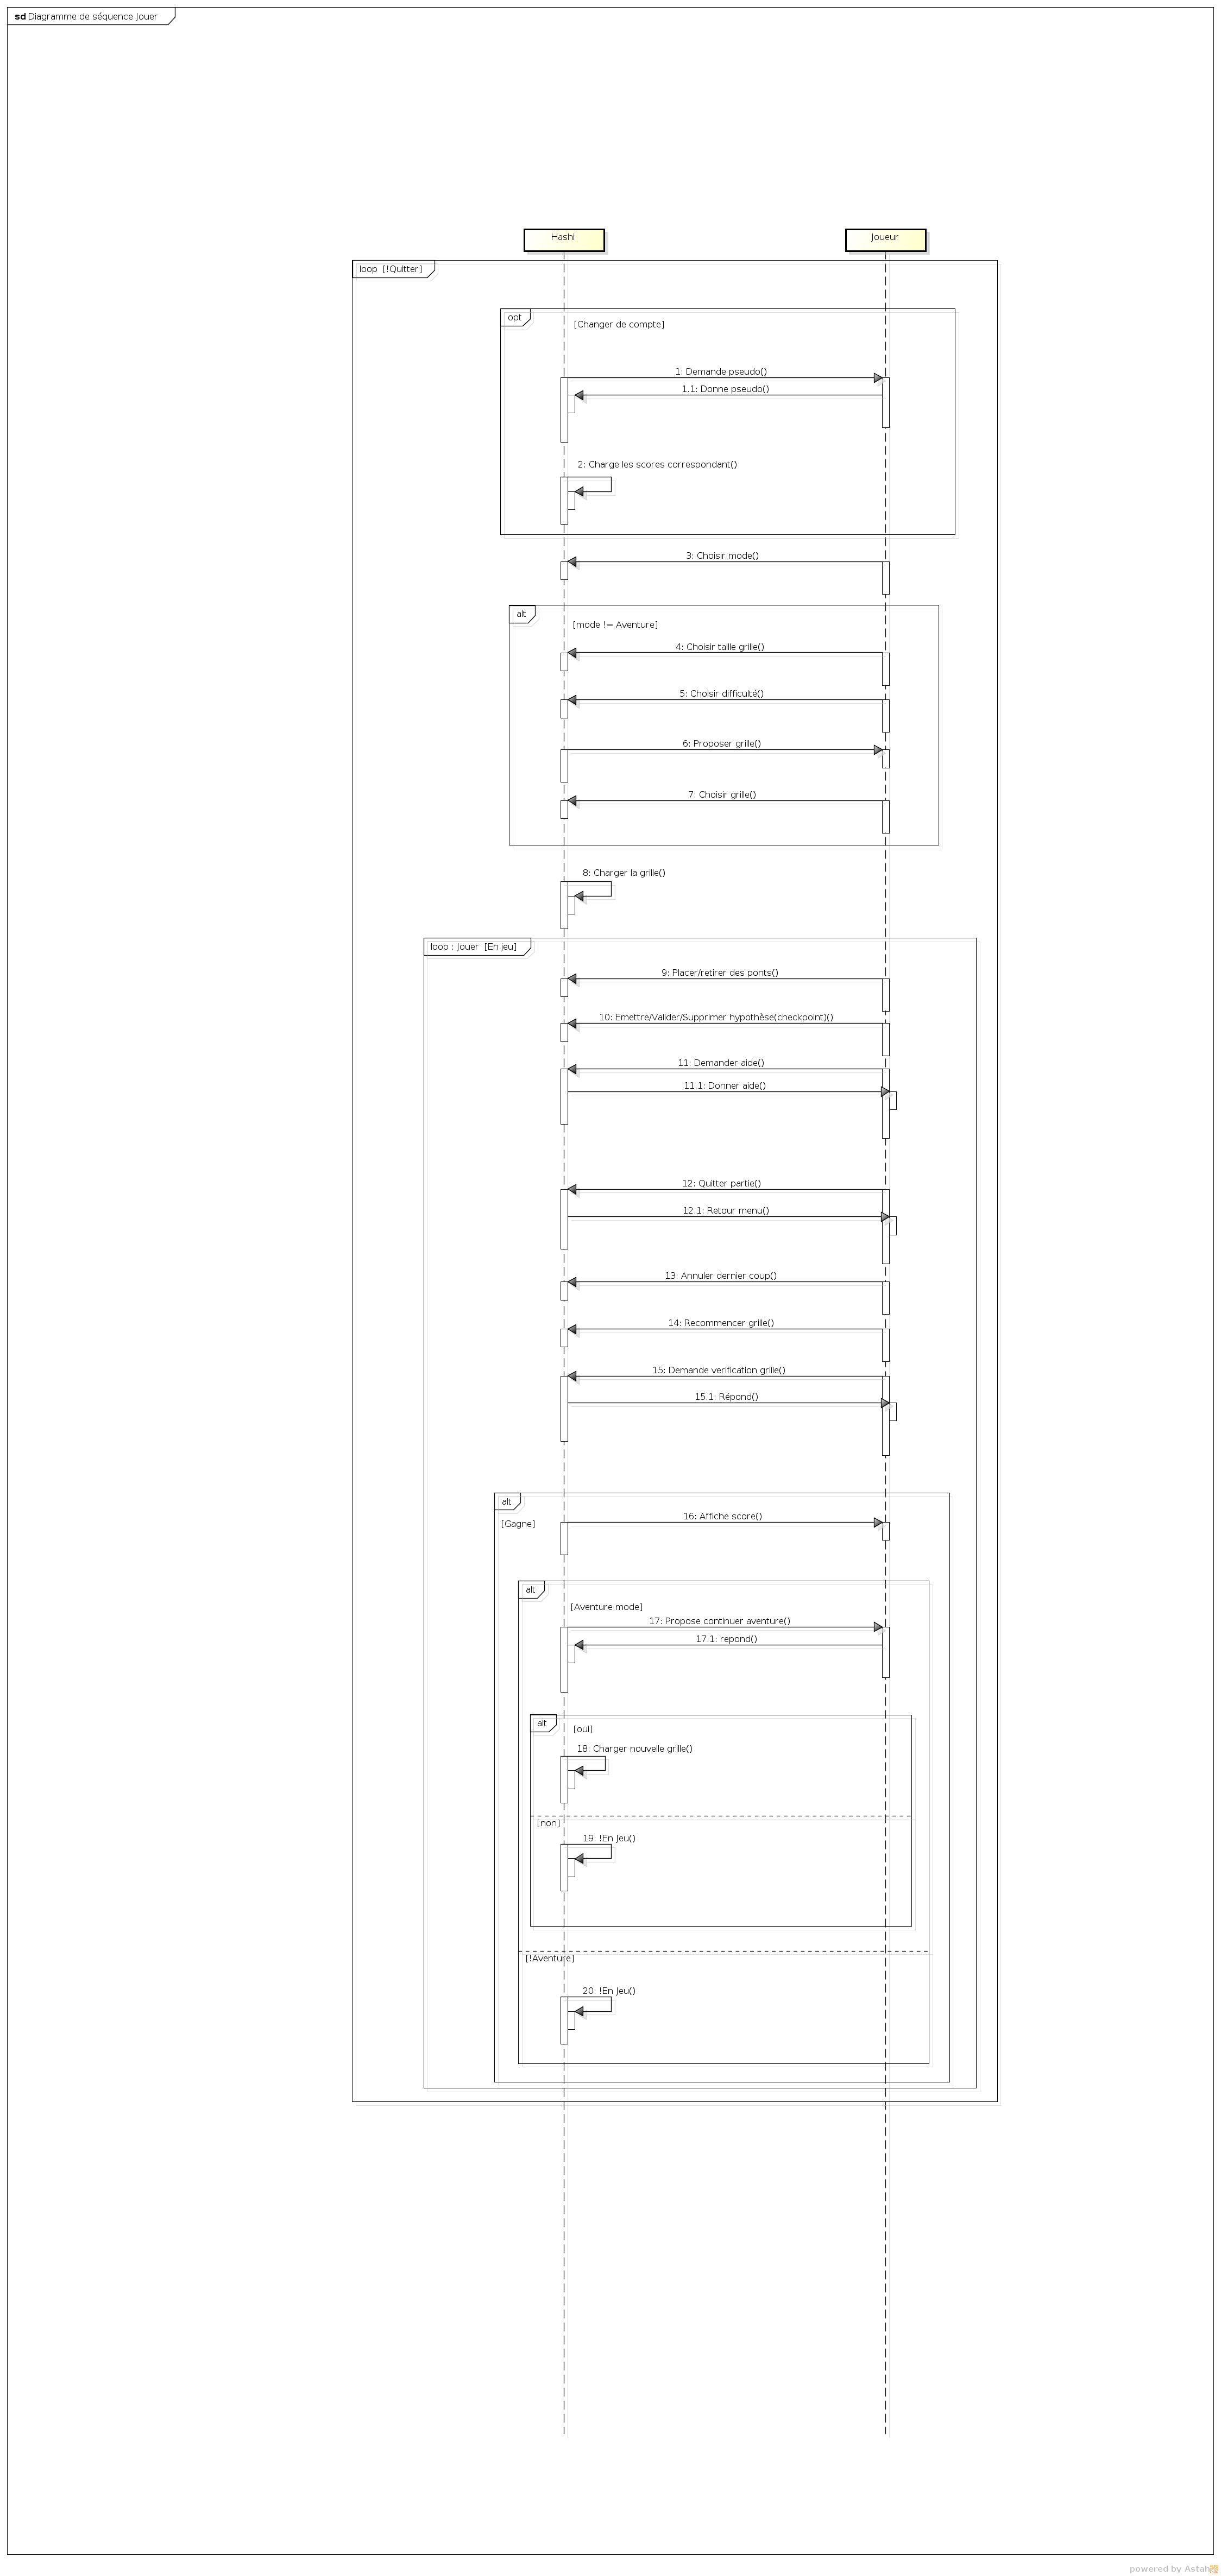 sd Diagramme de séquence Jouer
Hashi
Joueur
loop [!Quitter]
opt
[Changer de compte]
1: Demande pseudo()
1.1: Donne pseudo()
2: Charge les scores correspondant()
3: Choisir mode()
alt
[mode != Aventure]
4: Choisir taille grille()
5: Choisir difficulté()
6: Proposer grille()
7: Choisir grille()
8: Charger la grille()
loop : Jouer [En jeu]
9: Placer/retirer des ponts()
10: Emettre/Valider/Supprimer hypothèse(checkpoint)()
11: Demander aide()
11.1: Donner aide()
12: Quitter partie()
12.1: Retour menu()
13: Annuler dernier coup()
14: Recommencer grille()
15: Demande verification grille()
15.1: Répond()
alt
16: Affiche score()
[Gagne]
alt
[Aventure mode]
17: Propose continuer aventure()
17.1: repond()
alt
[oui]
18: Charger nouvelle grille()
[non]
19: !En Jeu()
[!Aventure]
20: !En Jeu()
powered by Astah